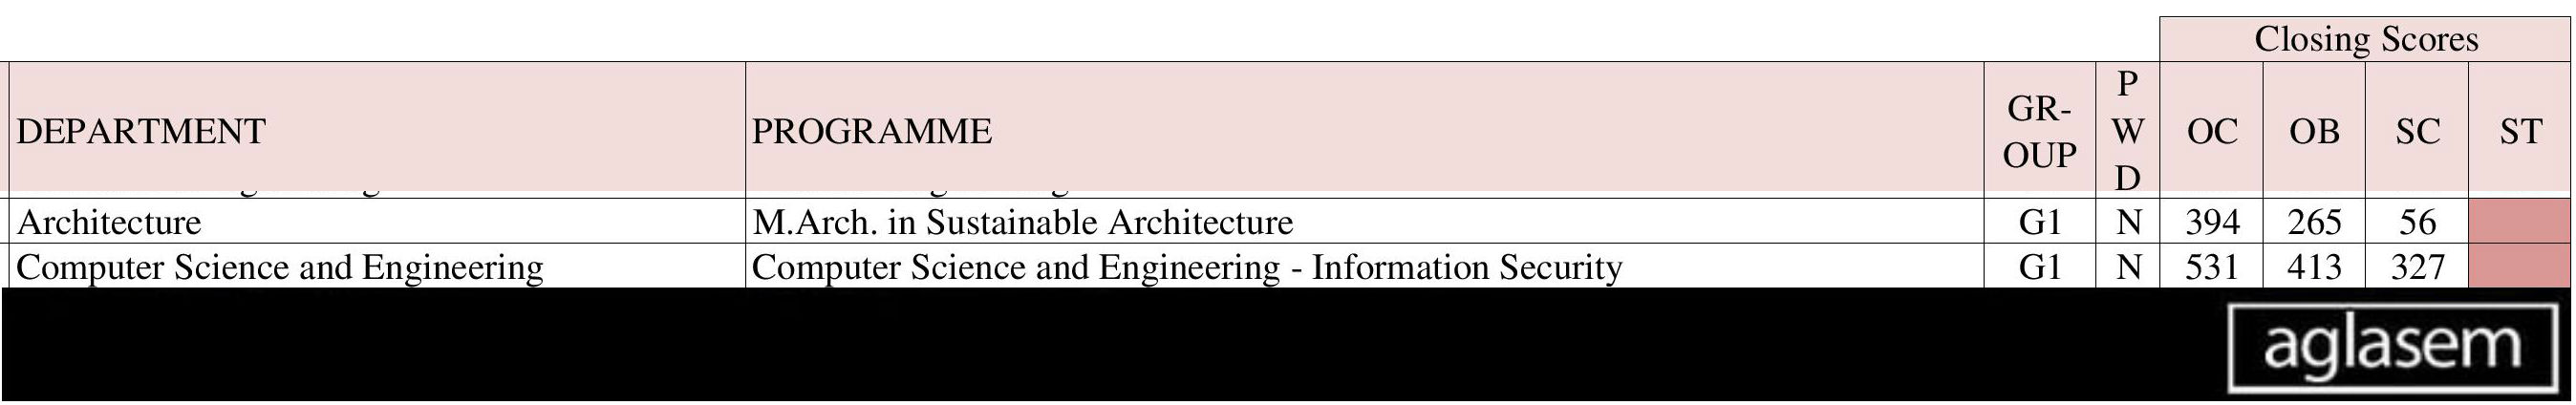 Closing Scores
DEPARTMENT PROGRAMME GR-OUP PWD OC OB SC ST
Architecture M.Arch. in Sustainable Architecture G1 N 394 265 56
Computer Science and Engineering Computer Science and Engineering - Information Security G1 N 531 413 327
aglasem